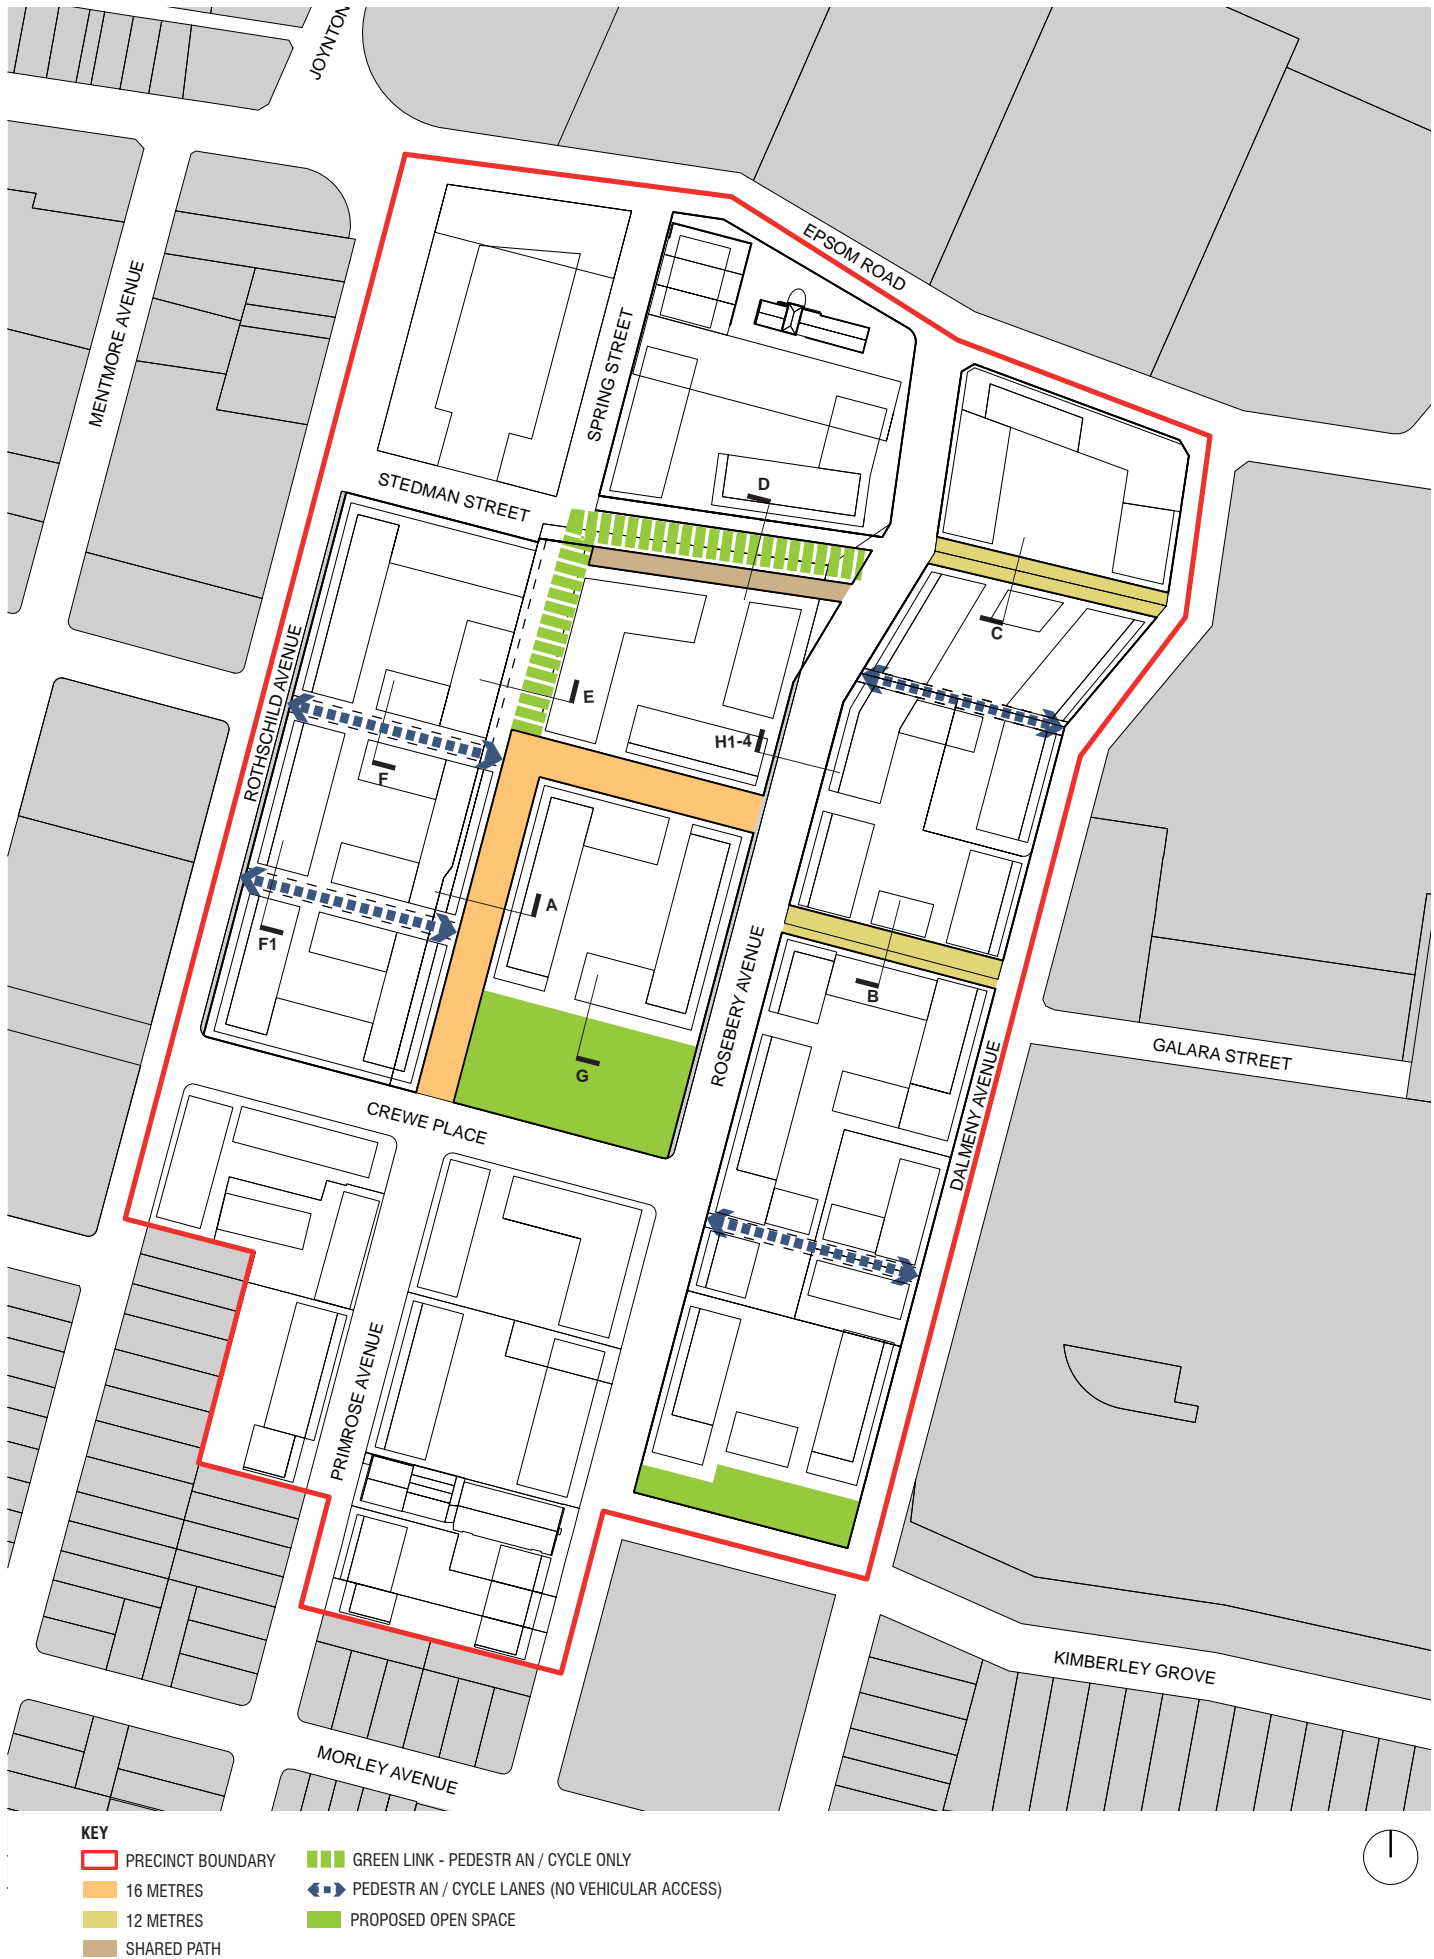 JOYNTON
EPSOM ROAD
MENTMORE AVENUE
SPRING STREET
STEDMAN STREET
D
C
ROTHSCHILD AVENUE
E
H1-4
F
A
F1
B
ROSEBERY AVENUE
G
GALARA STREET
DALMENY AVENUE
CREWE PLACE
PRIMROSE AVENUE
KIMBERLEY GROVE
MORLEY AVENUE
KEY
PRECINCT BOUNDARY
16 METRES
12 METRES
SHARED PATH
GREEN LINK - PEDESTR AN / CYCLE ONLY
PEDESTR AN / CYCLE LANES (NO VEHICULAR ACCESS)
PROPOSED OPEN SPACE